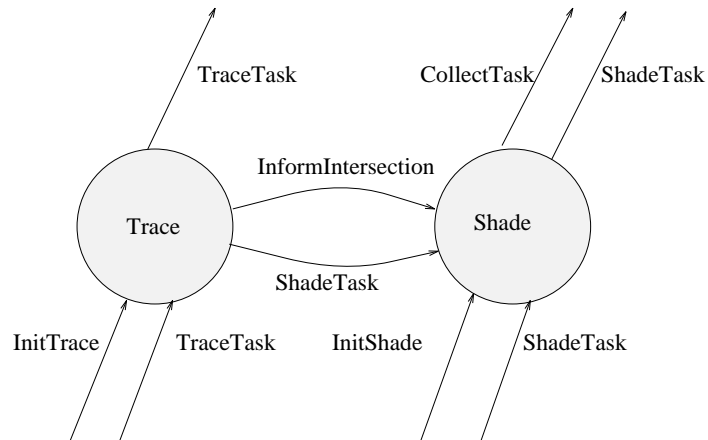 TraceTask
CollectTask
ShadeTask
InformIntersection
Trace
Shade
ShadeTask
InitTrace
TraceTask
InitShade
ShadeTask